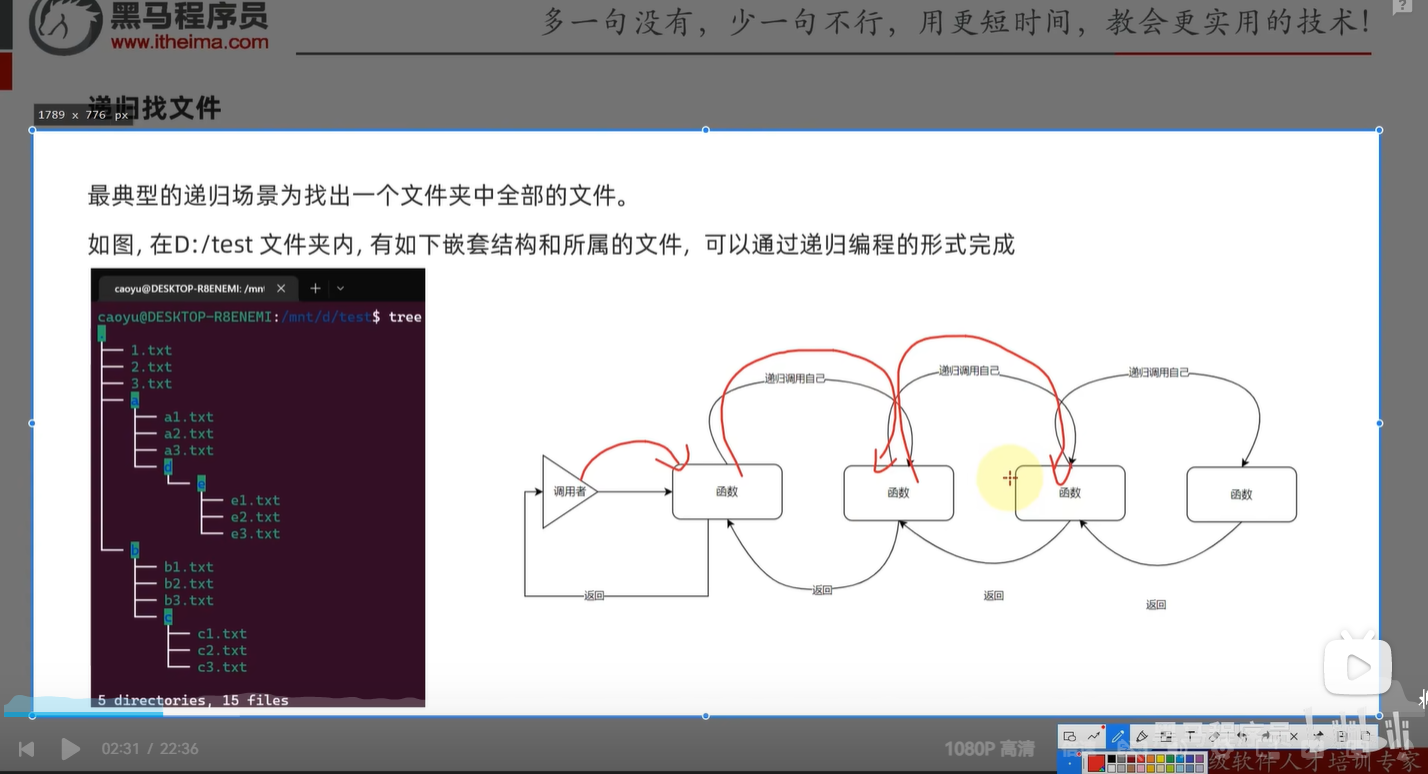 黑马程序员
www.itheima.com
多一句没有，少一句不行，用更短时间，教会更实用的技术!
递归找文件
1789 x 776 px
最典型的递归场景为找出一个文件夹中全部的文件。
如图, 在D:/test 文件夹内, 有如下嵌套结构和所属的文件, 可以通过递归编程的形式完成
caoyu@DESKTOP-R8ENEMI: /mnt
caoyu@DESKTOP-R8ENEMI:/mnt/d/test$ tree
.
1.txt
2.txt
3.txt
a
a1.txt
a2.txt
a3.txt
d
e
e1.txt
e2.txt
e3.txt
b
b1.txt
b2.txt
b3.txt
c
c1.txt
c2.txt
c3.txt
5 directories, 15 files
递归调用自己
递归调用自己
递归调用自己
调用者
函数
函数
函数
函数
返回
返回
返回
返回
02:31 / 22:36
1080P 高清
黑马程序员
bilibili
级软件人才培训专家